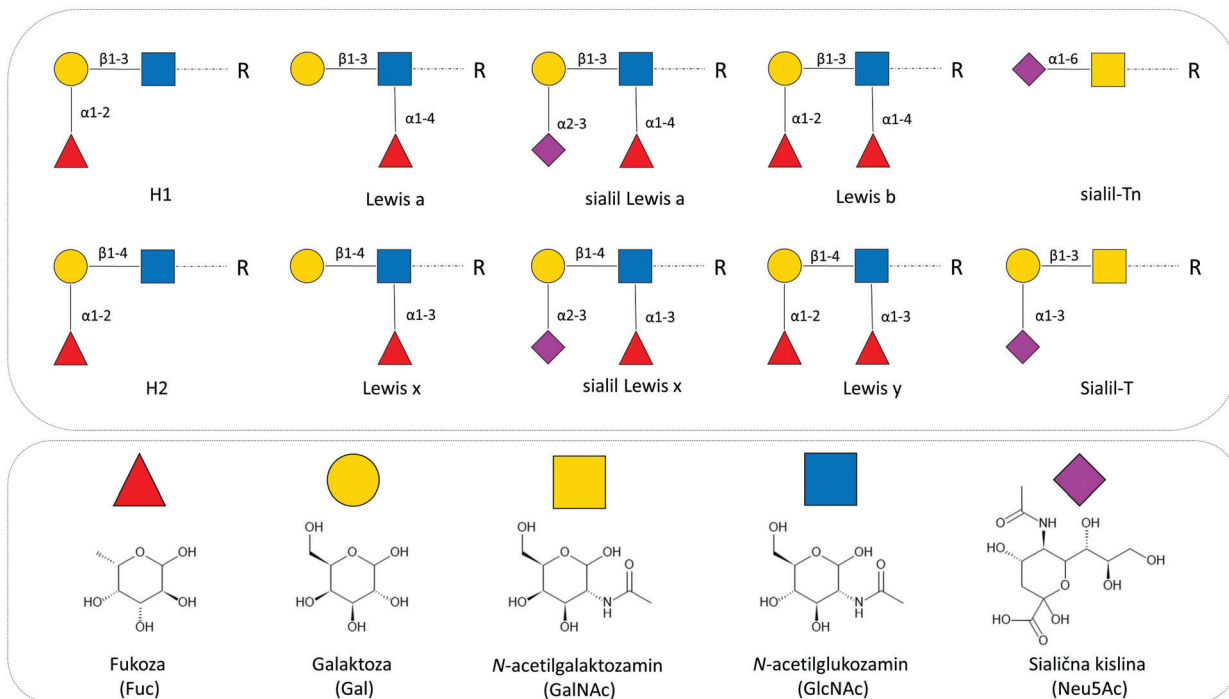 β1-3
R
α1-2
H1
β1-3
R
α1-4
Lewis a
β1-3
R
α2-3
α1-4
sialil Lewis a
β1-3
R
α1-2
α1-4
Lewis b
α1-6
R
sialil-Tn
β1-4
R
α1-2
H2
β1-4
R
α1-3
Lewis x
β1-4
R
α2-3
α1-3
sialil Lewis x
β1-4
R
α1-2
α1-3
Lewis y
β1-3
R
α1-3
Sialil-T
O
OH
HO
OH
OH
Fukoza
(Fuc)
OH
O
OH
HO
OH
OH
Galaktoza
(Gal)
OH
O
OH
O
HO
NH
OH
N-acetilgalaktozamin
(GalNAc)
OH
O
OH
O
HO
NH
OH
N-acetilglukozamin
(GlcNAc)
O
NH
OH
HO
OH
O
OH
HO
OH
O
Sialična kislina
(Neu5Ac)